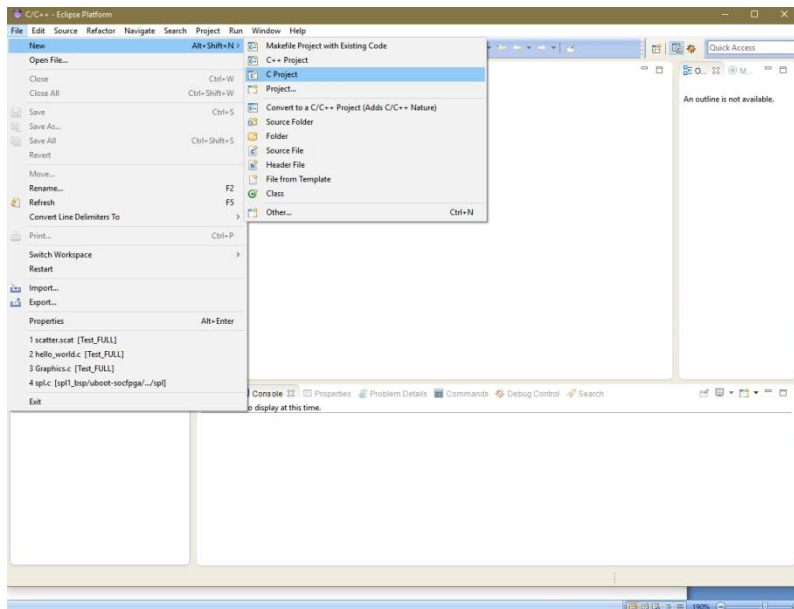 C/C++ - Eclipse Platform
File Edit Source Refactor Navigate Search Project Run Window Help
New Alt+Shift+N
Open File...
Close Ctrl+W
Close All Ctrl+Shift+W
Save Ctrl+S
Save As...
Save All Ctrl+Shift+S
Revert
Move...
Rename... F2
Refresh F5
Convert Line Delimiters To
Print... Ctrl+P
Switch Workspace
Restart
Import...
Export...
Properties Alt+Enter
1 scatter.scat [Test_FULL]
2 hello_world.c [Test_FULL]
3 Graphics.c [Test_FULL]
4 spl.c [spl1_bsp/uboot-socfpga/.../spl]
Exit
Makefile Project with Existing Code
C++ Project
C Project
Project...
Convert to a C/C++ Project (Adds C/C++ Nature)
Source Folder
Folder
Source File
Header File
File from Template
Class
Other... Ctrl+N
Quick Access
O... M...
An outline is not available.
Console Properties Problem Details Commands Debug Control Search
o display at this time.
190%